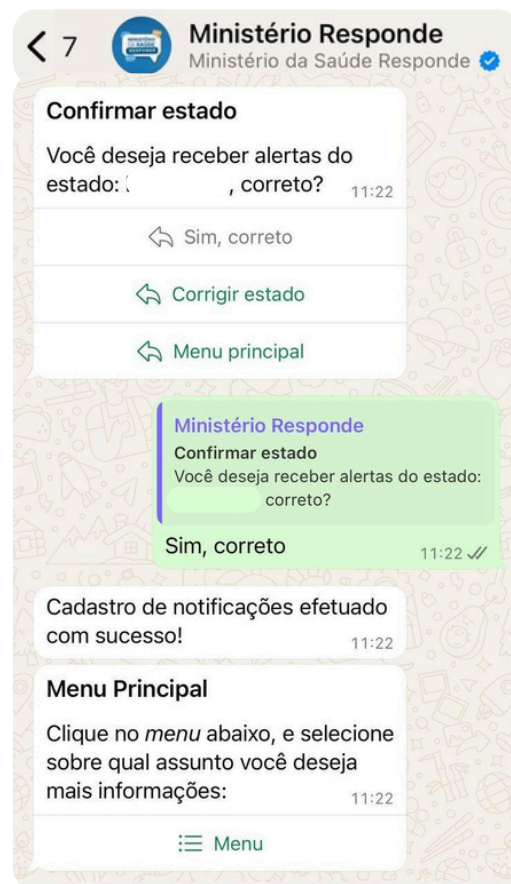 7
Ministério Responde
Ministério da Saúde Responde
Confirmar estado
Você deseja receber alertas do
estado: , correto?
11:22
Sim, correto
Corrigir estado
Menu principal
Ministério Responde
Confirmar estado
Você deseja receber alertas do estado:
correto?
Sim, correto
11:22
Cadastro de notificações efetuado
com sucesso!
11:22
Menu Principal
Clique no menu abaixo, e selecione
sobre qual assunto você deseja
mais informações:
11:22
Menu